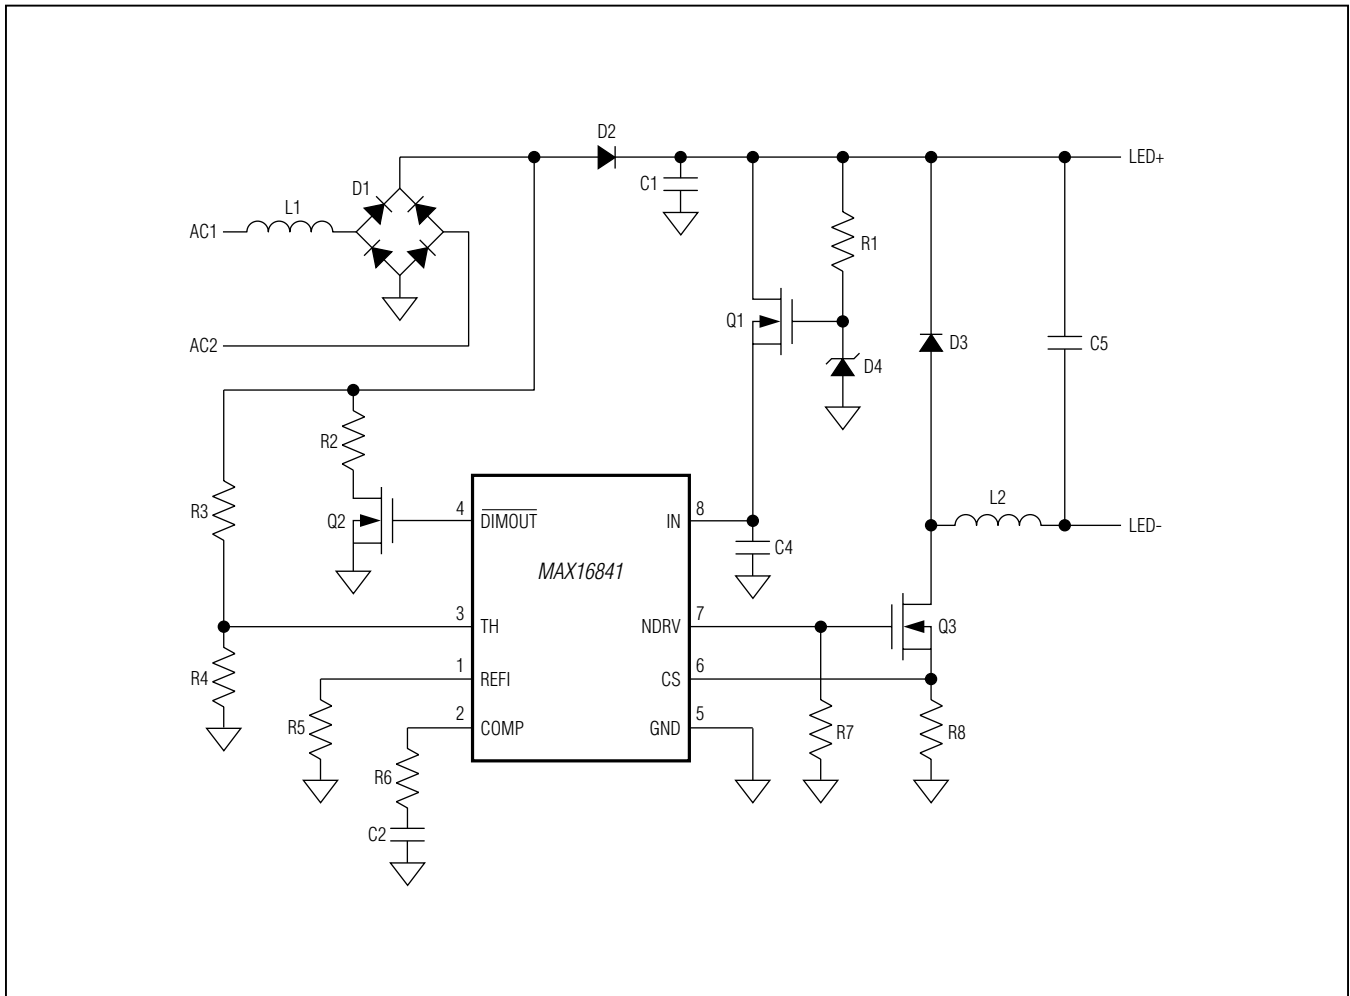 D2
LED+
D1
C1
L1
AC1
R1
Q1
AC2
D3
C5
D4
R2
L2
R3
4
8
Q2
DIMOUT
IN
LED-
C4
MAX16841
3
7
TH
NDRV
Q3
R4
1
6
REFI
CS
2
5
R5
COMP
GND
R7
R8
R6
C2